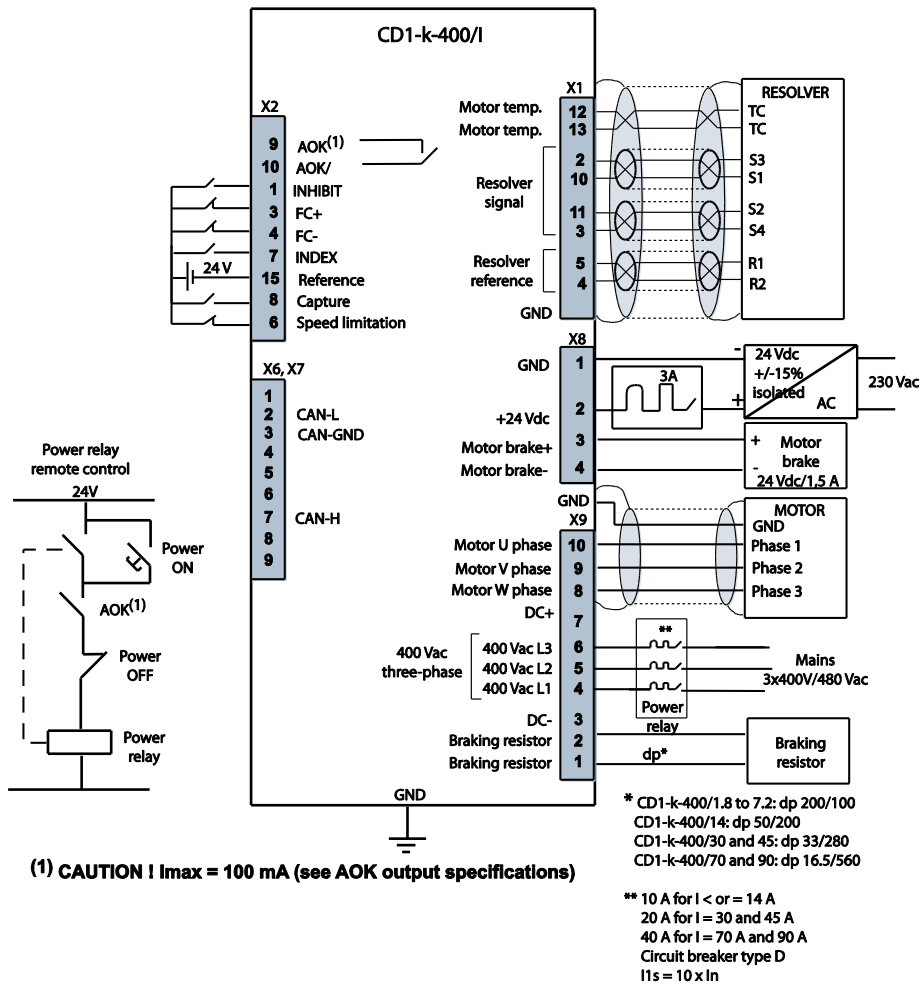 CD1-k-400/I
X2
9 AOK(1)
10 AOK/
1 INHIBIT
3 FC+
4 FC-
7 INDEX
24 V
15 Reference
8 Capture
6 Speed limitation
X6, X7
1
2 CAN-L
3 CAN-GND
4
5
6
7 CAN-H
8
9
X1
Motor temp. 12
Motor temp. 13
Resolver
signal
2
10
11
3
Resolver
reference
5
4
GND
RESOLVER
TC
TC
S3
S1
S2
S4
R1
R2
X8
GND 1
+24 Vdc 2
Motor brake+ 3
Motor brake- 4
3A
-
+
24 Vdc
+/-15%
isolated
AC
230 Vac
+
-
Motor
brake
24 Vdc/1,5 A
GND
X9
Motor U phase 10
Motor V phase 9
Motor W phase 8
DC+ 7
400 Vac
three-phase
400 Vac L3 6
400 Vac L2 5
400 Vac L1 4
DC- 3
Braking resistor 2
Braking resistor 1
MOTOR
GND
Phase 1
Phase 2
Phase 3
**
Power
relay
Mains
3x400V/480 Vac
dp*
Braking
resistor
Power relay
remote control
24V
Power
ON
AOK(1)
Power
OFF
Power
relay
GND
(1) CAUTION ! Imax = 100 mA (see AOK output specifications)
* CD1-k-400/1.8 to 7.2: dp 200/100
CD1-k-400/14: dp 50/200
CD1-k-400/30 and 45: dp 33/280
CD1-k-400/70 and 90: dp 16.5/560
** 10 A for I < or = 14 A
20 A for I = 30 and 45 A
40 A for I = 70 A and 90 A
Circuit breaker type D
I1s = 10 x In